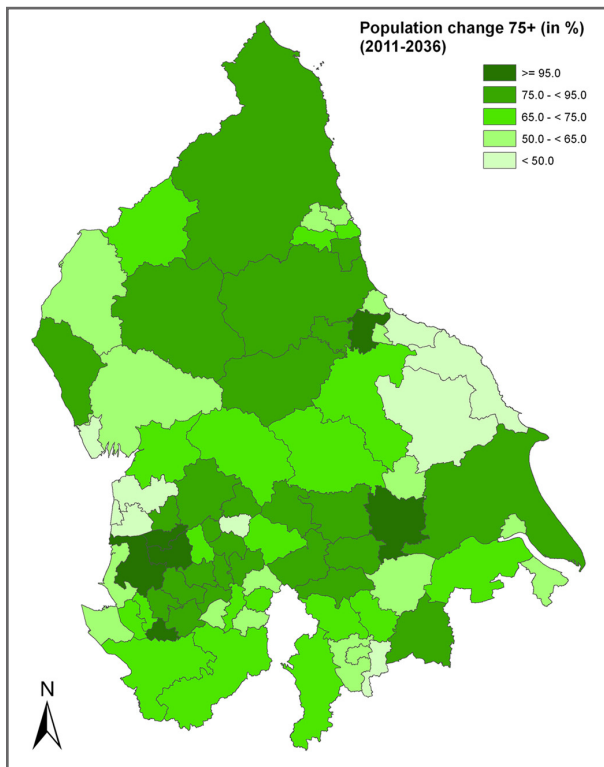 Population change 75+ (in %)
(2011-2036)
>= 95.0
75.0 - < 95.0
65.0 - < 75.0
50.0 - < 65.0
< 50.0
N